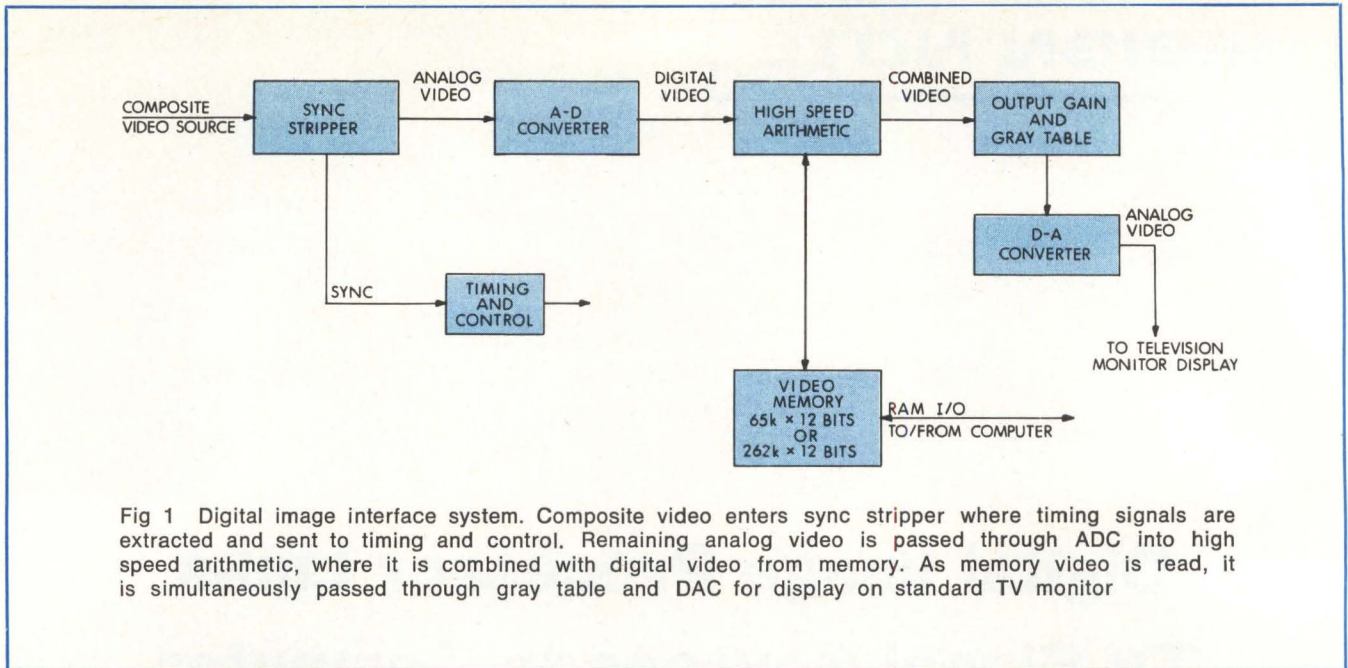 COMPOSITE
VIDEO SOURCE
SYNC
STRIPPER
ANALOG
VIDEO
A-D
CONVERTER
DIGITAL
VIDEO
HIGH SPEED
ARITHMETIC
COMBINED
VIDEO
OUTPUT GAIN
AND
GRAY TABLE
D-A
CONVERTER
ANALOG
VIDEO
SYNC
TIMING
AND
CONTROL
TO TELEVISION
MONITOR DISPLAY
VIDEO
MEMORY
65k × 12 BITS
OR
262k × 12 BITS
RAM I/O
TO/FROM COMPUTER
Fig 1 Digital image interface system. Composite video enters sync stripper where timing signals are
extracted and sent to timing and control. Remaining analog video is passed through ADC into high
speed arithmetic, where it is combined with digital video from memory. As memory video is read, it
is simultaneously passed through gray table and DAC for display on standard TV monitor